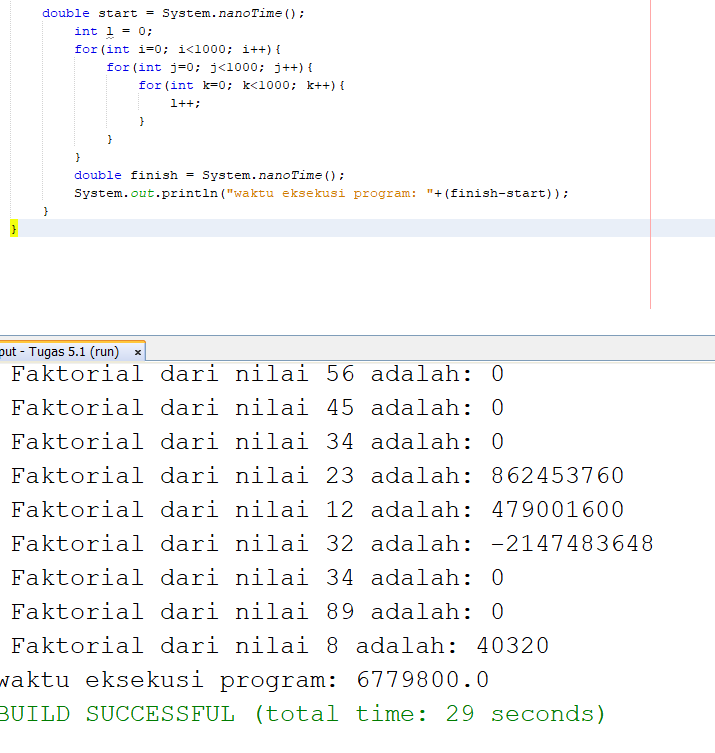 double start = System.nanoTime();
int l = 0;
for(int i=0; i<1000; i++){
for(int j=0; j<1000; j++){
for(int k=0; k<1000; k++){
l++;
}
}
}
double finish = System.nanoTime();
System.out.println("waktu eksekusi program: "+(finish-start));
}
}
put - Tugas 5.1 (run) ×
Faktorial dari nilai 56 adalah: 0
Faktorial dari nilai 45 adalah: 0
Faktorial dari nilai 34 adalah: 0
Faktorial dari nilai 23 adalah: 862453760
Faktorial dari nilai 12 adalah: 479001600
Faktorial dari nilai 32 adalah: -2147483648
Faktorial dari nilai 34 adalah: 0
Faktorial dari nilai 89 adalah: 0
Faktorial dari nilai 8 adalah: 40320
waktu eksekusi program: 6779800.0
BUILD SUCCESSFUL (total time: 29 seconds)